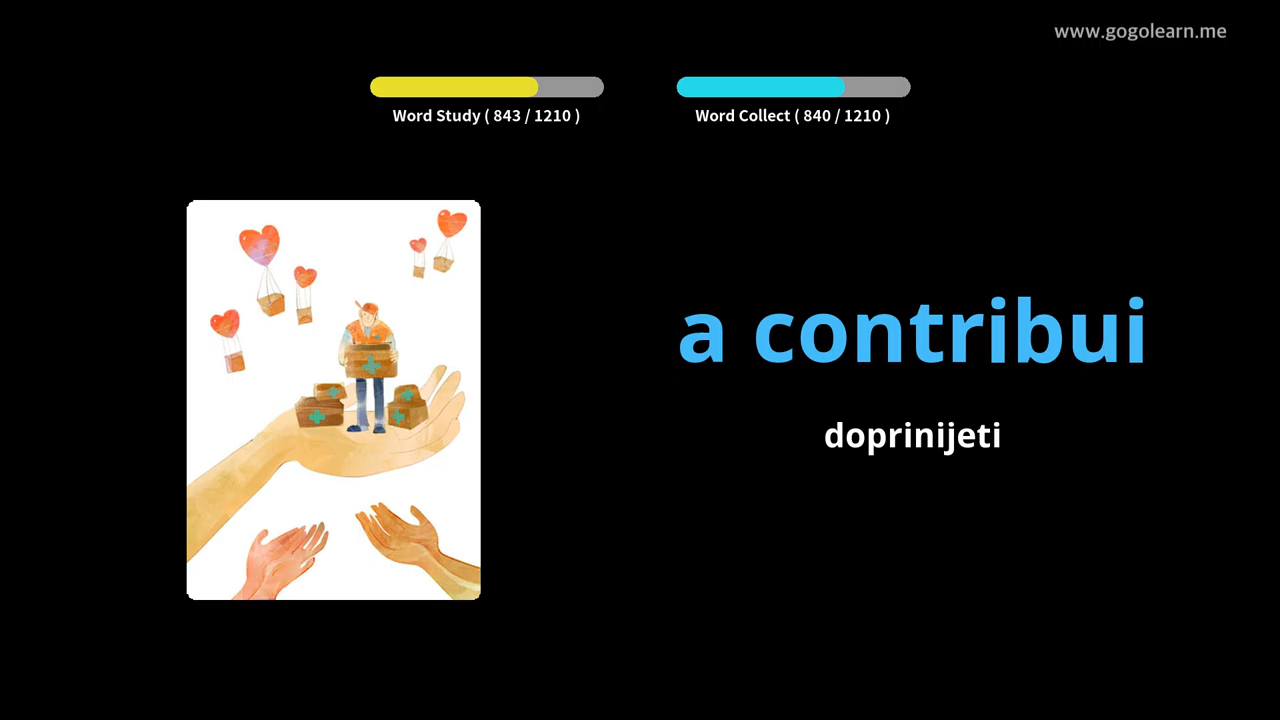 www.gogolearn.me
Word Study ( 843 / 1210 )
Word Collect ( 840 / 1210 )
a contribui
doprinijeti